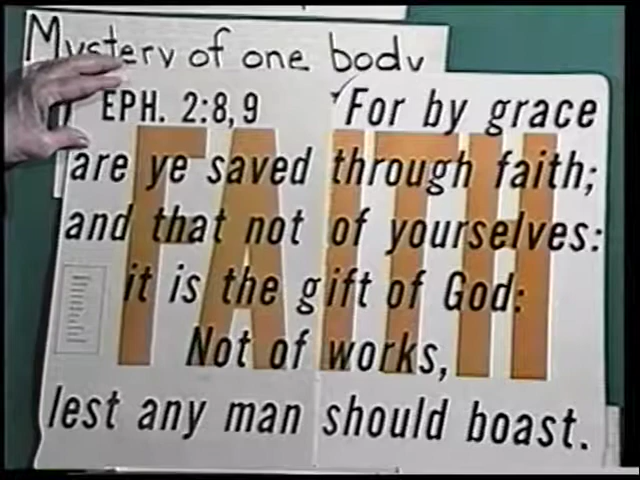 Mystery of one body
EPH. 2:8,9 For by grace
are ye saved through faith;
and that not of yourselves:
it is the gift of God:
Not of works,
lest any man should boast.
FAITH